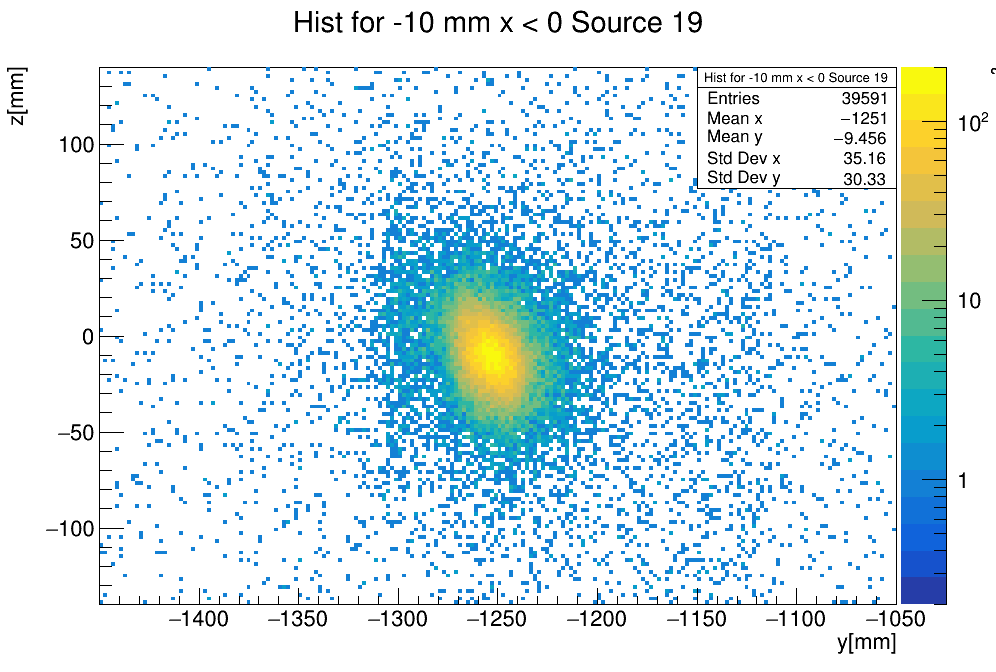 Hist for -10 mm x < 0 Source 19
z[mm]
Hist for -10 mm x < 0 Source 19
Entries 39591
Mean x −1251
Mean y −9.456
Std Dev x 35.16
Std Dev y 30.33
100
50
0
−50
−100
10²
10
1
−1400 −1350 −1300 −1250 −1200 −1150 −1100 −1050
y[mm]